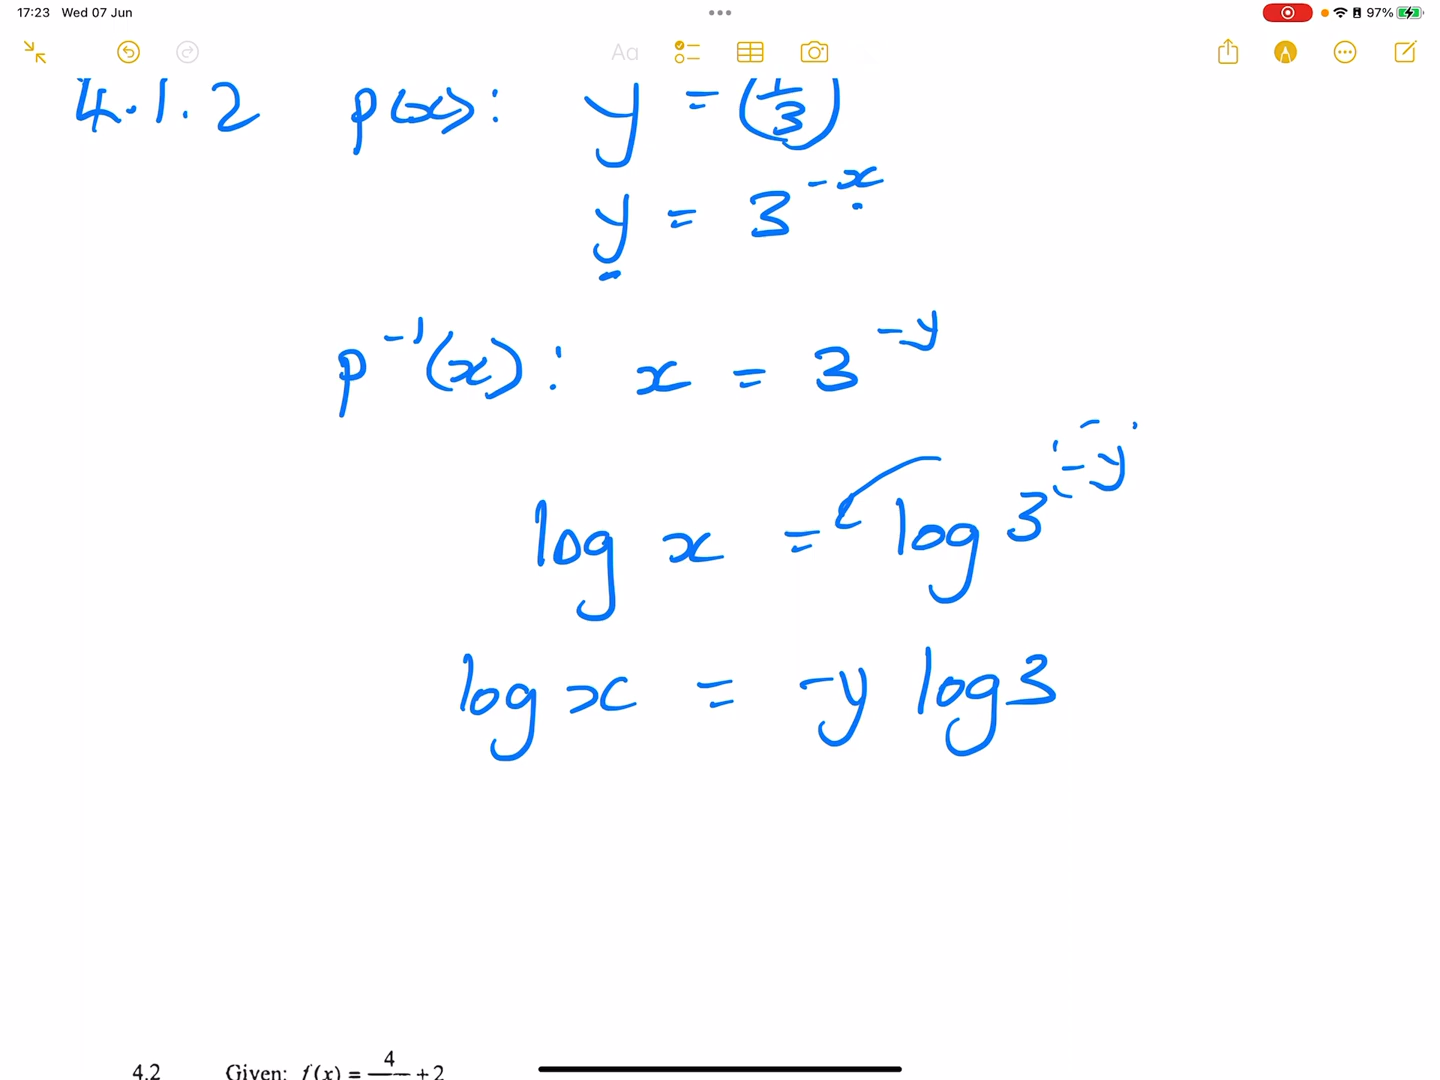 17:23 Wed 07 Jun 97%
Aa
4.1.2 p(x): y = (1/3)
y = 3^-x
p^-1(x): x = 3^-y
log x = log 3^-y
log x = -y log 3
4.2 Given: f(x) = 4 + 2